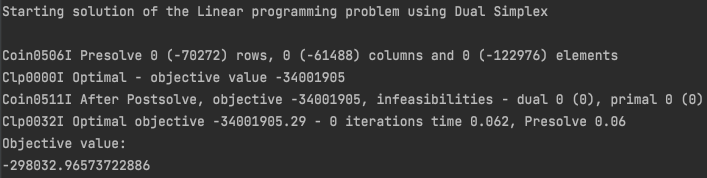 Starting solution of the Linear programming problem using Dual Simplex
Coin0506I Presolve 0 (-70272) rows, 0 (-61488) columns and 0 (-122976) elements
Clp0000I Optimal - objective value -34001905
Coin0511I After Postsolve, objective -34001905, infeasibilities - dual 0 (0), primal 0 (0)
Clp0032I Optimal objective -34001905.29 - 0 iterations time 0.062, Presolve 0.06
Objective value:
-298032.96573722886